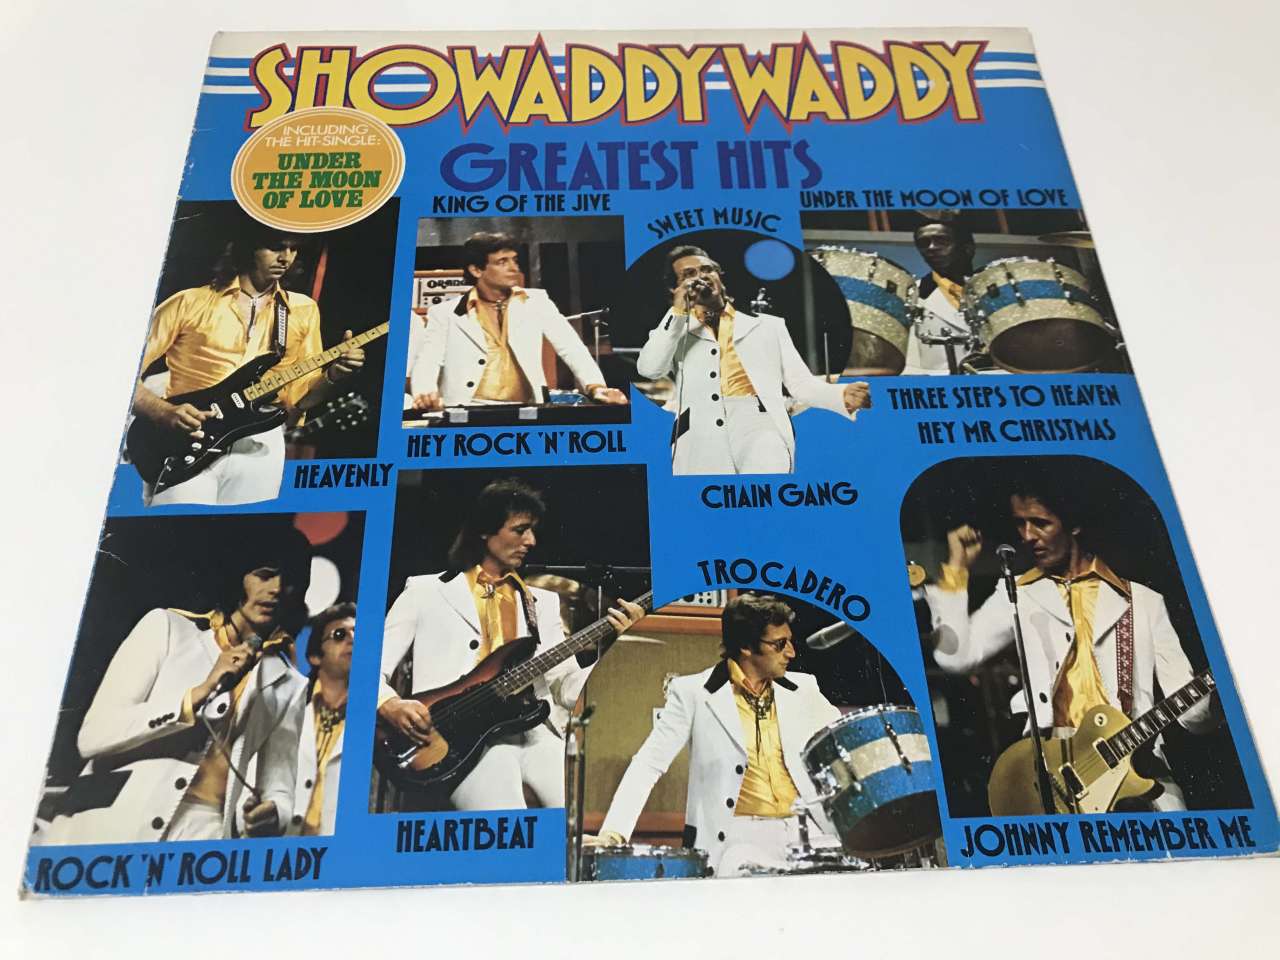 SHOWADDYWADDY
INCLUDING
THE HIT-SINGLE:
UNDER
THE MOON
OF LOVE
GREATEST HITS
KING OF THE JIVE
SWEET MUSIC
UNDER THE MOON OF LOVE
ORANGE
HEY ROCK 'N' ROLL
THREE STEPS TO HEAVEN
HEY MR CHRISTMAS
HEAVENLY
CHAIN GANG
TROCADERO
ROCK 'N' ROLL LADY
HEARTBEAT
JOHNNY REMEMBER ME